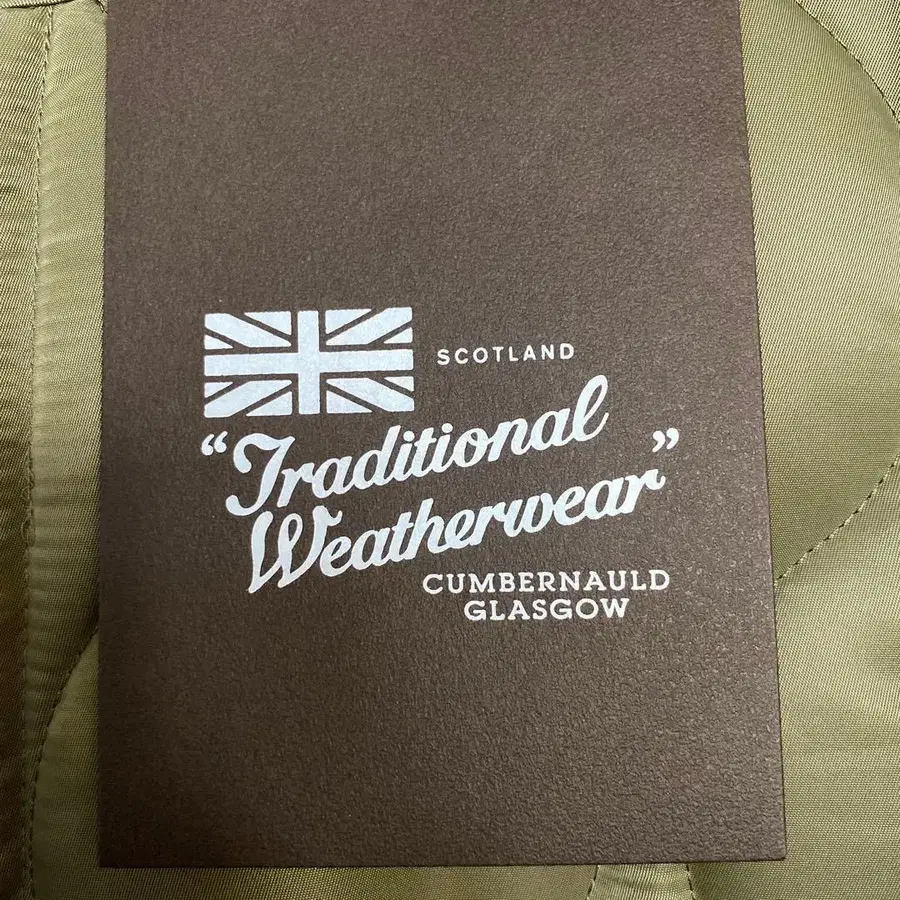 SCOTLAND
"Traditional
Weatherwear"
CUMBERNAULD
GLASGOW